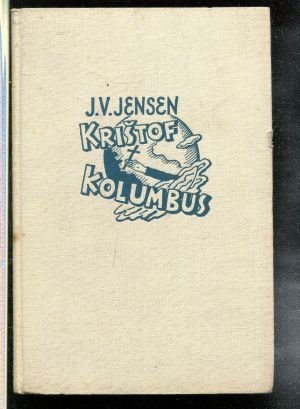 J.V. JENSEN
KRIŠTOF
KOLUMBUS